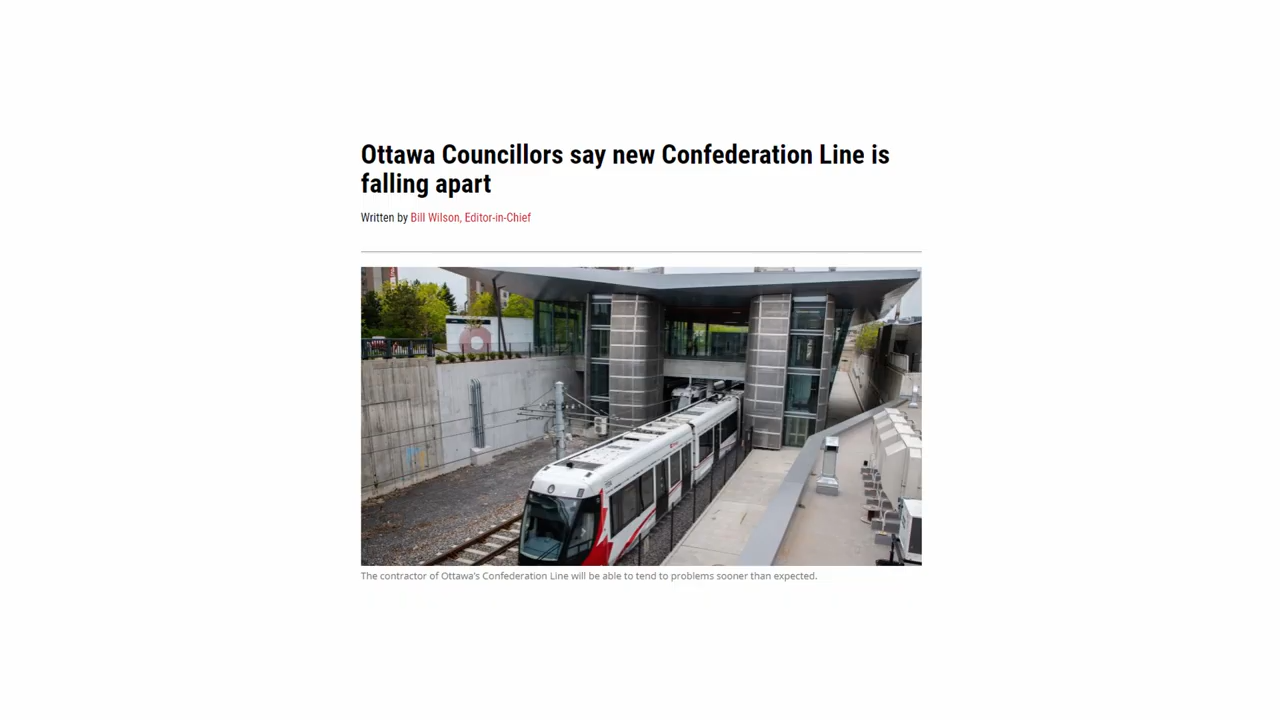 Ottawa Councillors say new Confederation Line is
falling apart
Written by Bill Wilson, Editor-in-Chief
The contractor of Ottawa's Confederation Line will be able to tend to problems sooner than expected.